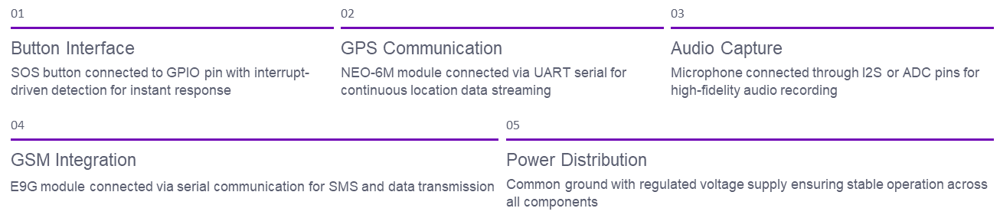 01
Button Interface
SOS button connected to GPIO pin with interrupt-
driven detection for instant response
02
GPS Communication
NEO-6M module connected via UART serial for
continuous location data streaming
03
Audio Capture
Microphone connected through I2S or ADC pins for
high-fidelity audio recording
04
GSM Integration
E9G module connected via serial communication for SMS and data transmission
05
Power Distribution
Common ground with regulated voltage supply ensuring stable operation across
all components